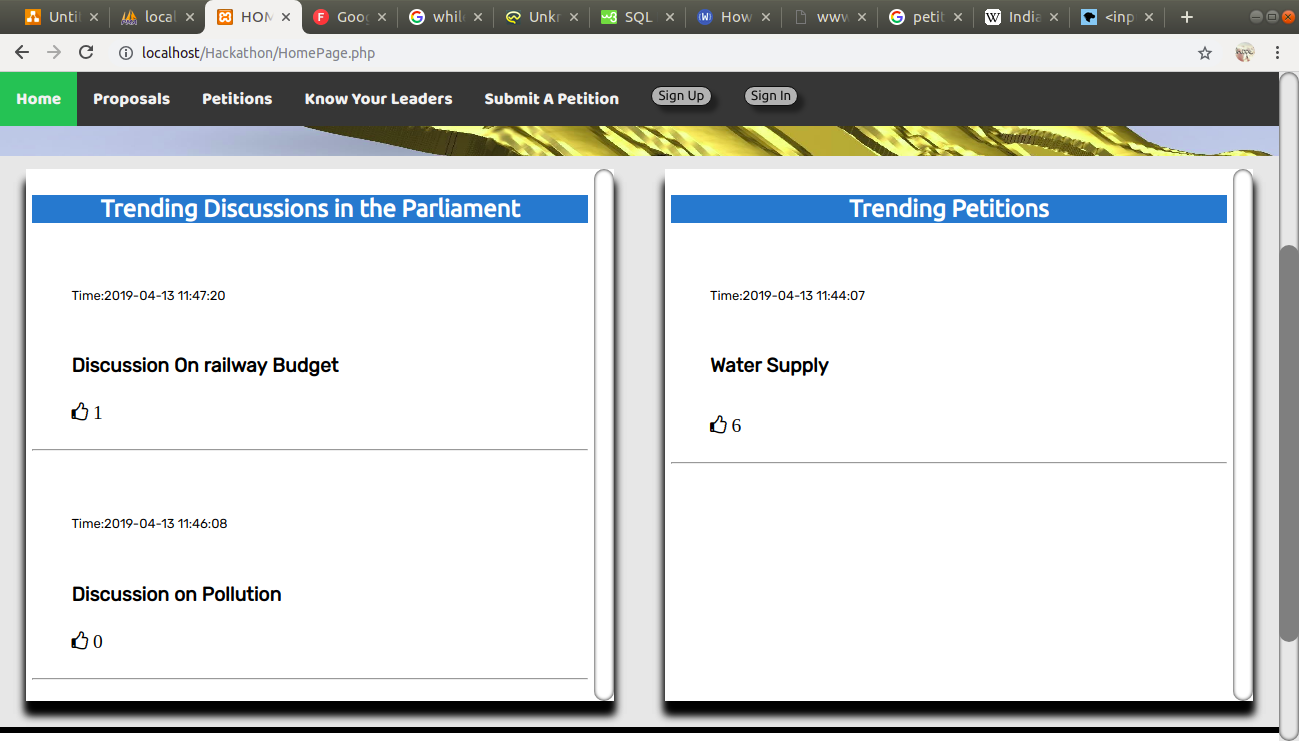 Unti
local
HOM
Goog
whil
Unkr
SQL
How
www
petit
India
<inp
localhost/Hackathon/HomePage.php
Home Proposals Petitions Know Your Leaders Submit A Petition Sign Up Sign In
Trending Discussions in the Parliament
Time:2019-04-13 11:47:20
Discussion On railway Budget
1
Time:2019-04-13 11:46:08
Discussion on Pollution
0
Trending Petitions
Time:2019-04-13 11:44:07
Water Supply
6